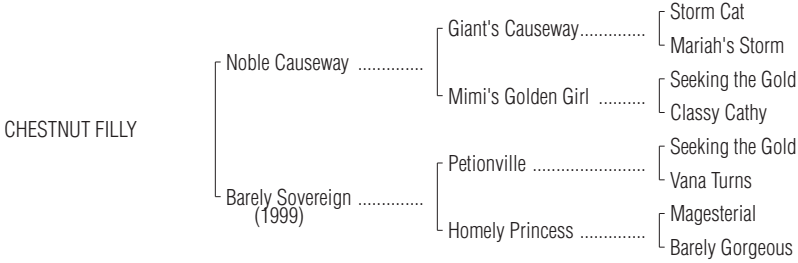 Storm Cat
Giant's Causeway..............
Mariah's Storm
Noble Causeway ..............
Seeking the Gold
Mimi's Golden Girl ..........
Classy Cathy
CHESTNUT FILLY
Seeking the Gold
Petionville ........................
Vana Turns
Barely Sovereign ..............
(1999)
Magesterial
Homely Princess ..............
Barely Gorgeous